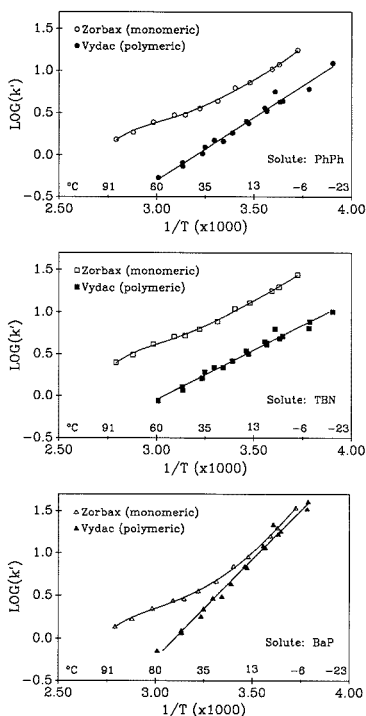 Zorbax (monomeric)
Vydac (polymeric)
1.5
1.0
0.5
0.0
−0.5
LOG(k')
Solute: PhPh
°C 91 60 35 13 −6 −23
2.50 3.00 3.50 4.00
1/T (x1000)
Zorbax (monomeric)
Vydac (polymeric)
1.5
1.0
0.5
0.0
−0.5
LOG(k')
Solute: TBN
°C 91 60 35 13 −6 −23
2.50 3.00 3.50 4.00
1/T (x1000)
Zorbax (monomeric)
Vydac (polymeric)
1.5
1.0
0.5
0.0
−0.5
LOG(k')
Solute: BaP
°C 91 60 35 13 −6 −23
2.50 3.00 3.50 4.00
1/T (x1000)